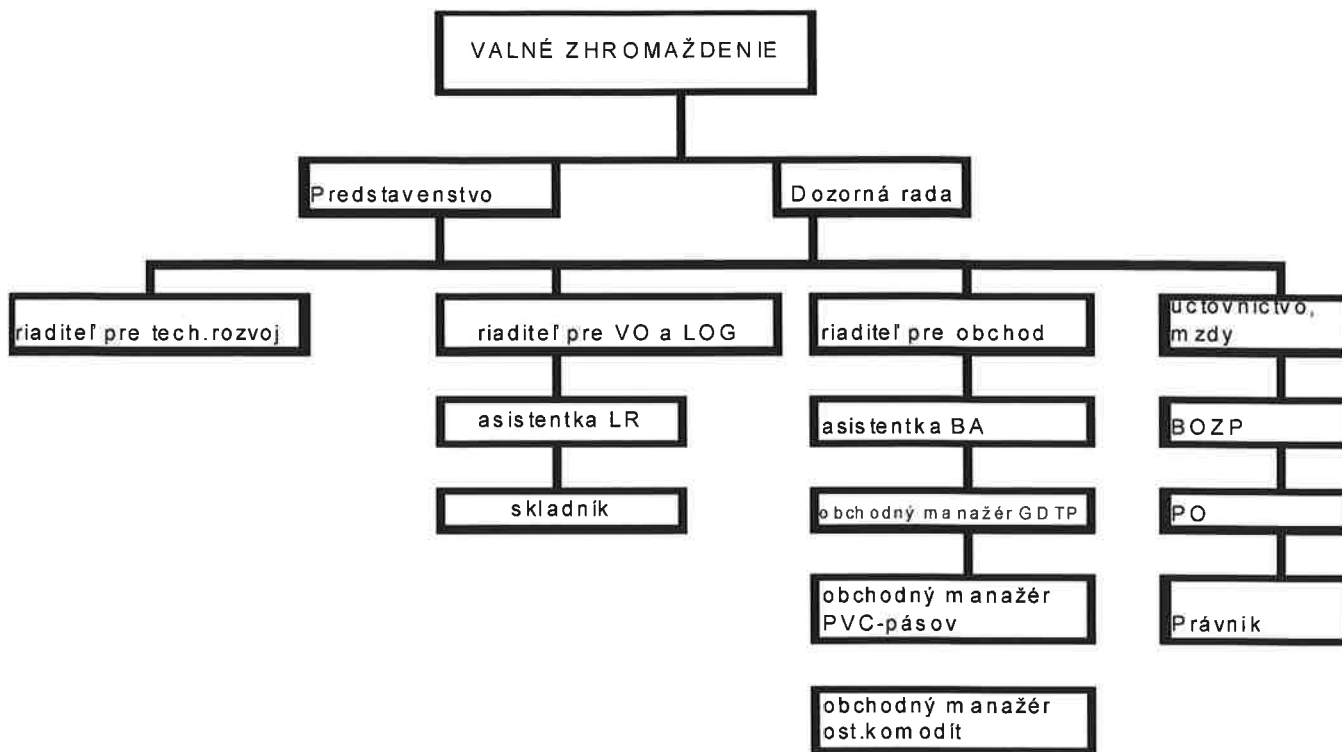 VALNÉ ZHROMAŽDENIE
Predstavenstvo
Dozorná rada
riaditeľ pre tech.rozvoj
riaditeľ pre VO a LOG
riaditeľ pre obchod
účtovníctvo,
mzdy
asistentka LR
asistentka BA
BOZP
skladník
obchodný manažér GDTP
PO
obchodný manažér
PVC-pásov
Právnik
obchodný manažér
ost.komodít